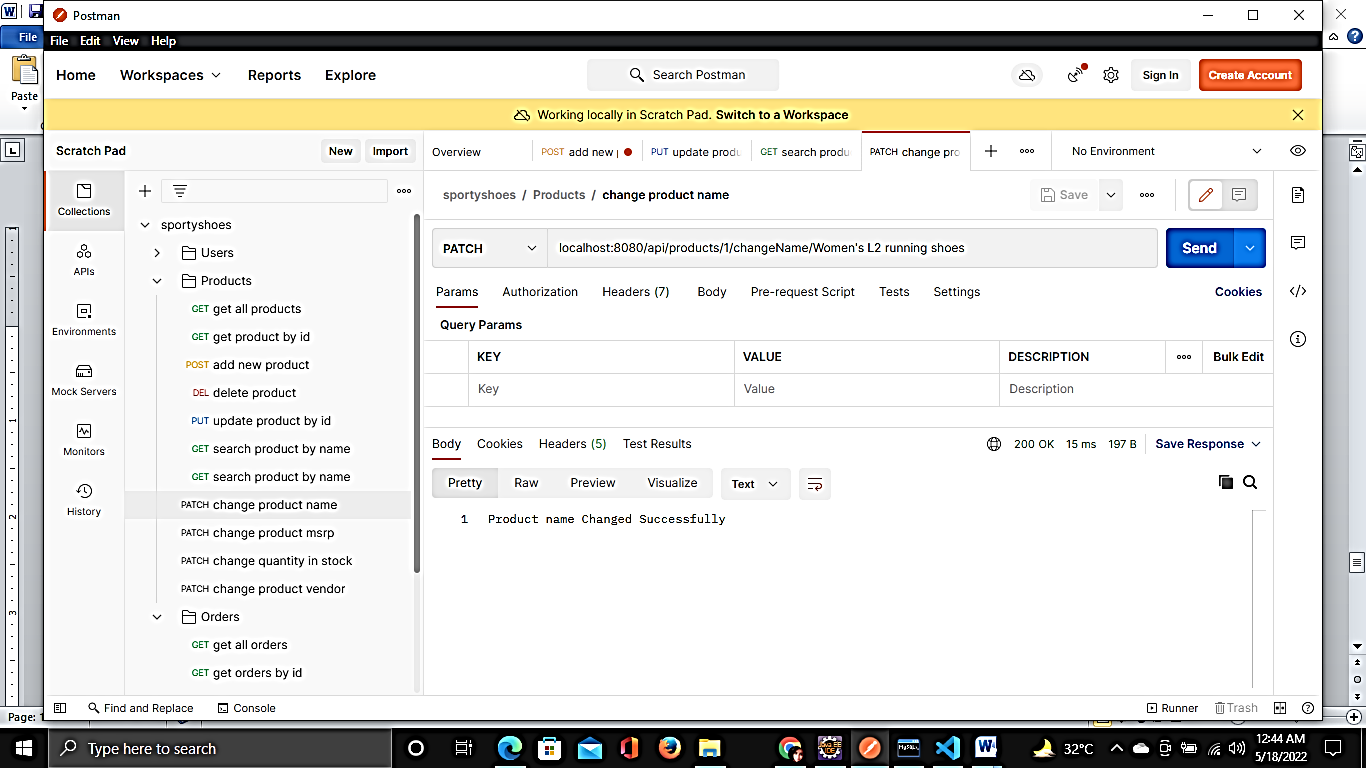 Postman
File
File Edit View Help
Home Workspaces Reports Explore Search Postman Sign In Create Account
Paste
Working locally in Scratch Pad. Switch to a Workspace
Scratch Pad New Import
Overview POST add new PUT update produ GET search produ PATCH change pro No Environment
Collections
APIs
Environments
Mock Servers
Monitors
History
sportyshoes
Users
Products
GET get all products
GET get product by id
POST add new product
DEL delete product
PUT update product by id
GET search product by name
GET search product by name
PATCH change product name
PATCH change product msrp
PATCH change quantity in stock
PATCH change product vendor
Orders
GET get all orders
GET get orders by id
sportyshoes / Products / change product name Save
PATCH localhost:8080/api/products/1/changeName/Women's L2 running shoes Send
Params Authorization Headers (7) Body Pre-request Script Tests Settings Cookies
Query Params
KEY VALUE DESCRIPTION Bulk Edit
Key Value Description
Body Cookies Headers (5) Test Results 200 OK 15 ms 197 B Save Response
Pretty Raw Preview Visualize Text
1 Product name Changed Successfully
Find and Replace Console Runner Trash
Page: 1
Type here to search 32°C 12:44 AM
5/18/2022